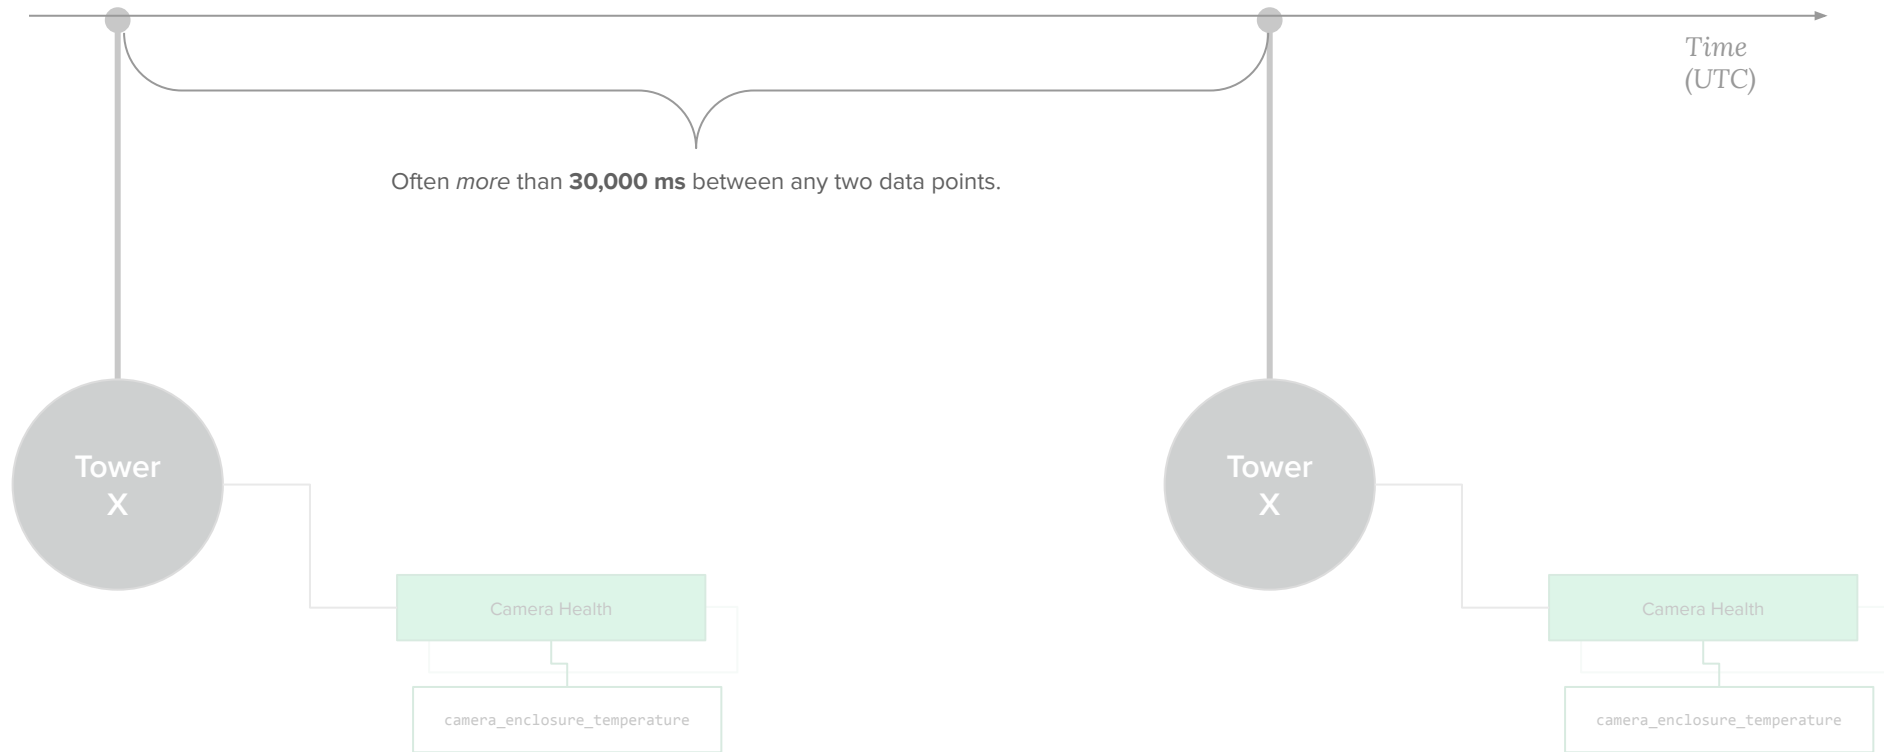 Time
(UTC)
Often more than 30,000 ms between any two data points.
Tower
X
Tower
X
Camera Health
Camera Health
camera_enclosure_temperature
camera_enclosure_temperature